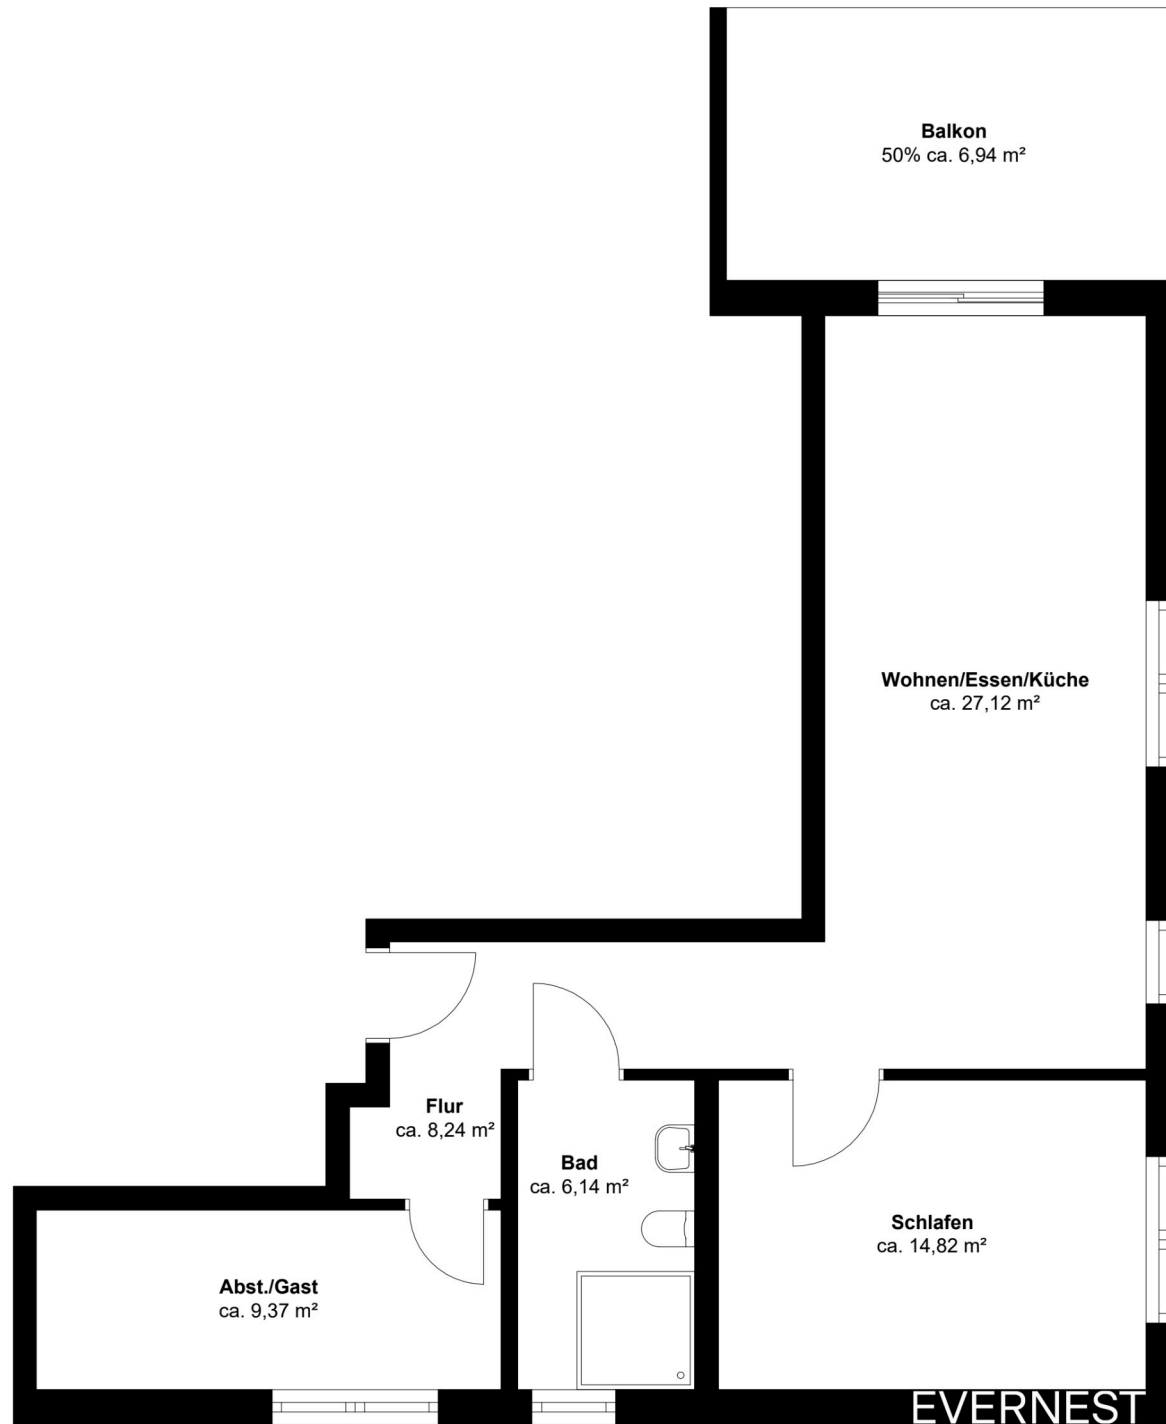 Balkon
50% ca. 6,94 m²
Wohnen/Essen/Küche
ca. 27,12 m²
Flur
ca. 8,24 m²
Bad
ca. 6,14 m²
Schlafen
ca. 14,82 m²
Abst./Gast
ca. 9,37 m²
EVERNEST